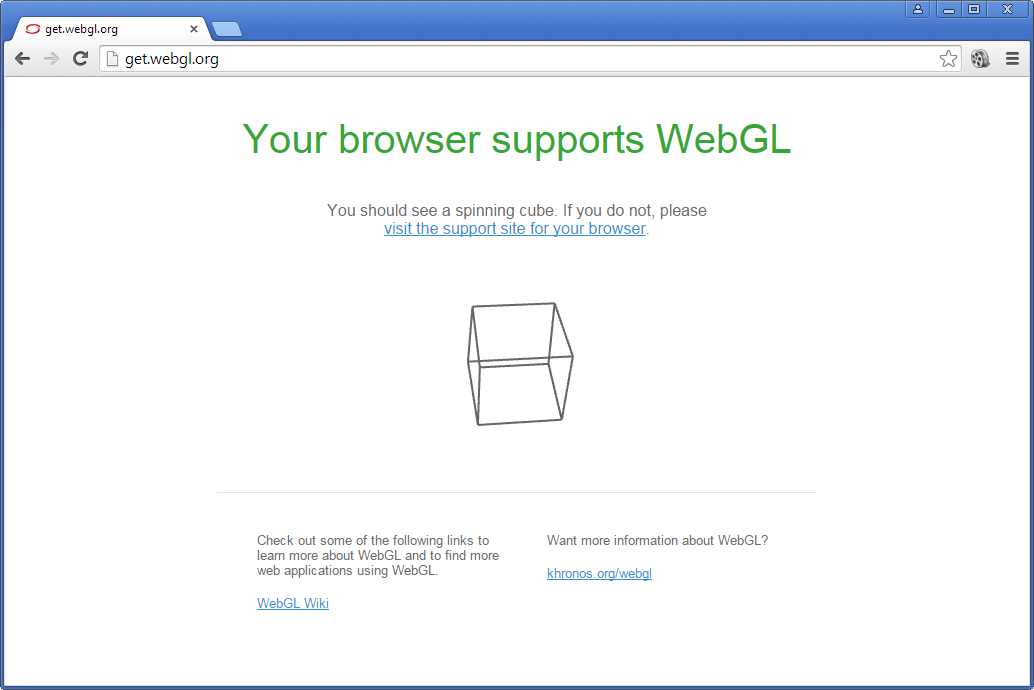 get.webgl.org
get.webgl.org
Your browser supports WebGL
You should see a spinning cube. If you do not, please
visit the support site for your browser.
Check out some of the following links to
learn more about WebGL and to find more
web applications using WebGL.
WebGL Wiki
Want more information about WebGL?
khronos.org/webgl